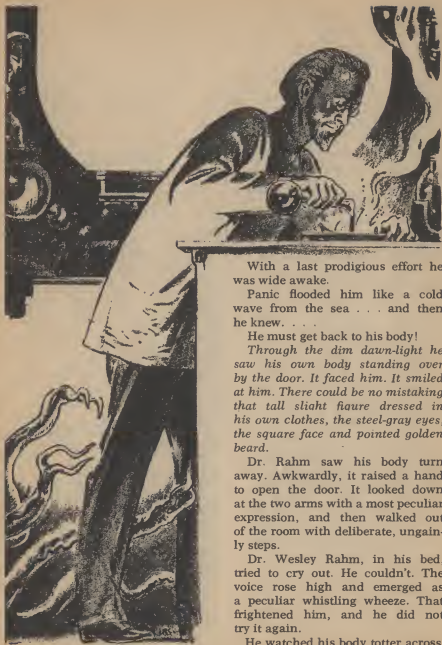 With a last prodigious effort he
was wide awake.
Panic flooded him like a cold
wave from the sea . . . and then
he knew. . . .
He must get back to his body!
Through the dim dawn-light he
saw his own body standing over
by the door. It faced him. It smiled
at him. There could be no mistaking
that tall slight figure dressed in
his own clothes, the steel-gray eyes,
the square face and pointed golden
beard.
Dr. Rahm saw his body turn
away. Awkwardly, it raised a hand
to open the door. It looked down
at the two arms with a most peculiar
expression, and then walked out
of the room with deliberate, ungain-
ly steps.
Dr. Wesley Rahm, in his bed,
tried to cry out. He couldn't. The
voice rose high and emerged as
a peculiar whistling wheeze. That
frightened him, and he did not
try it again.
He watched his body totter across